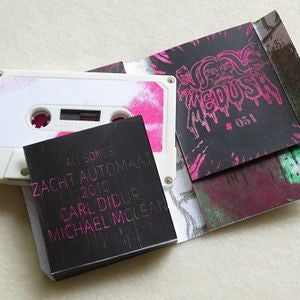 MEDUSA
# 051
ALL SONGS
ZACHT AUTOMAAT
2010
CARL DIDUR
MICHAEL MCLEAN